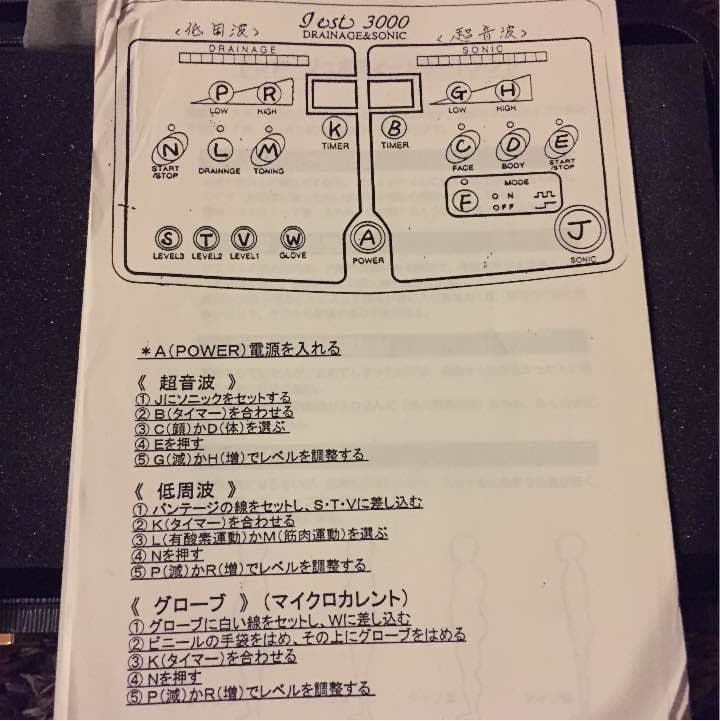 Jest 3000
DRAINAGE&SONIC
<低周波>
<超音波>
DRAINAGE
SONIC
P R
LOW HIGH
G H
LOW HIGH
K
TIMER
B
TIMER
N L M
START/STOP DRAINNGE TONING
C D E
FACE BODY START/STOP
MODE
F ON
OFF
S T V W
LEVEL3 LEVEL2 LEVEL1 GLOVE
A
POWER
J
SONIC
*A(POWER)電源を入れる
《 超音波 》
①Jにソニックをセットする
②B(タイマー)を合わせる
③C(顔)かD(体)を選ぶ
④Eを押す
⑤G(減)かH(増)でレベルを調整する
《 低周波 》
①バンテージの線をセットし、S・T・Vに差し込む
②K(タイマー)を合わせる
③L(有酸素運動)かM(筋肉運動)を選ぶ
④Nを押す
⑤P(減)かR(増)でレベルを調整する
《 グローブ 》(マイクロカレント)
①グローブに白い線をセットし、Wに差し込む
②ビニールの手袋をはめ、その上にグローブをはめる
③K(タイマー)を合わせる
④Nを押す
⑤P(減)かR(増)でレベルを調整する